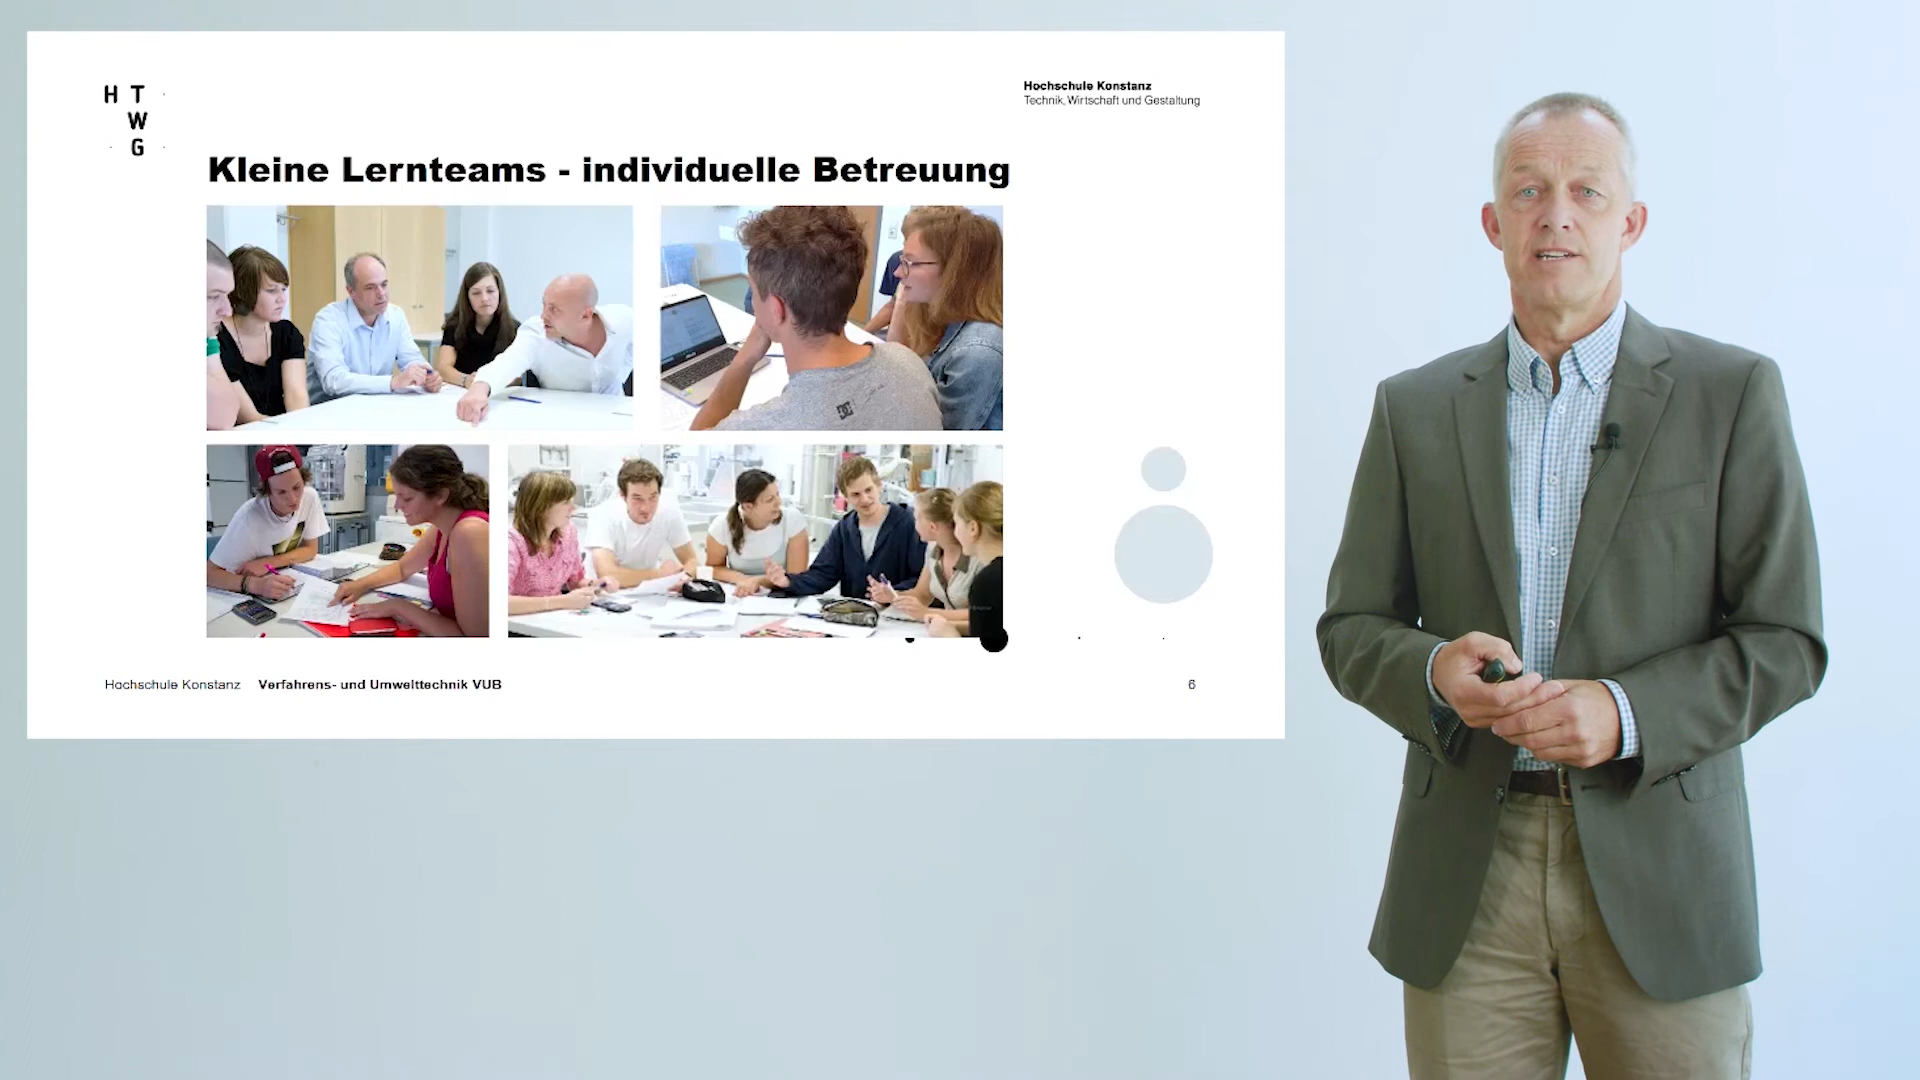 H T
W
G
Hochschule Konstanz
Technik, Wirtschaft und Gestaltung
Kleine Lernteams - individuelle Betreuung
Hochschule Konstanz Verfahrens- und Umwelttechnik VUB
6